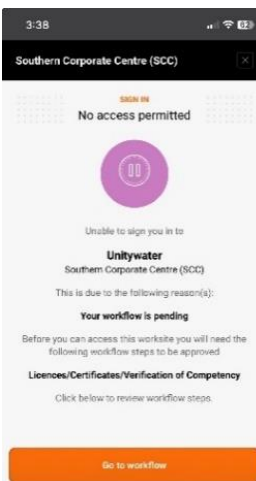 3:38
62
Southern Corporate Centre (SCC)
SIGN IN
No access permitted
Unable to sign you in to
Unitywater
Southern Corporate Centre (SCC)
This is due to the following reason(s):
Your workflow is pending
Before you can access this worksite you will need the
following workflow steps to be approved
Licences/Certificates/Verification of Competency
Click below to review workflow steps.
Go to workflow